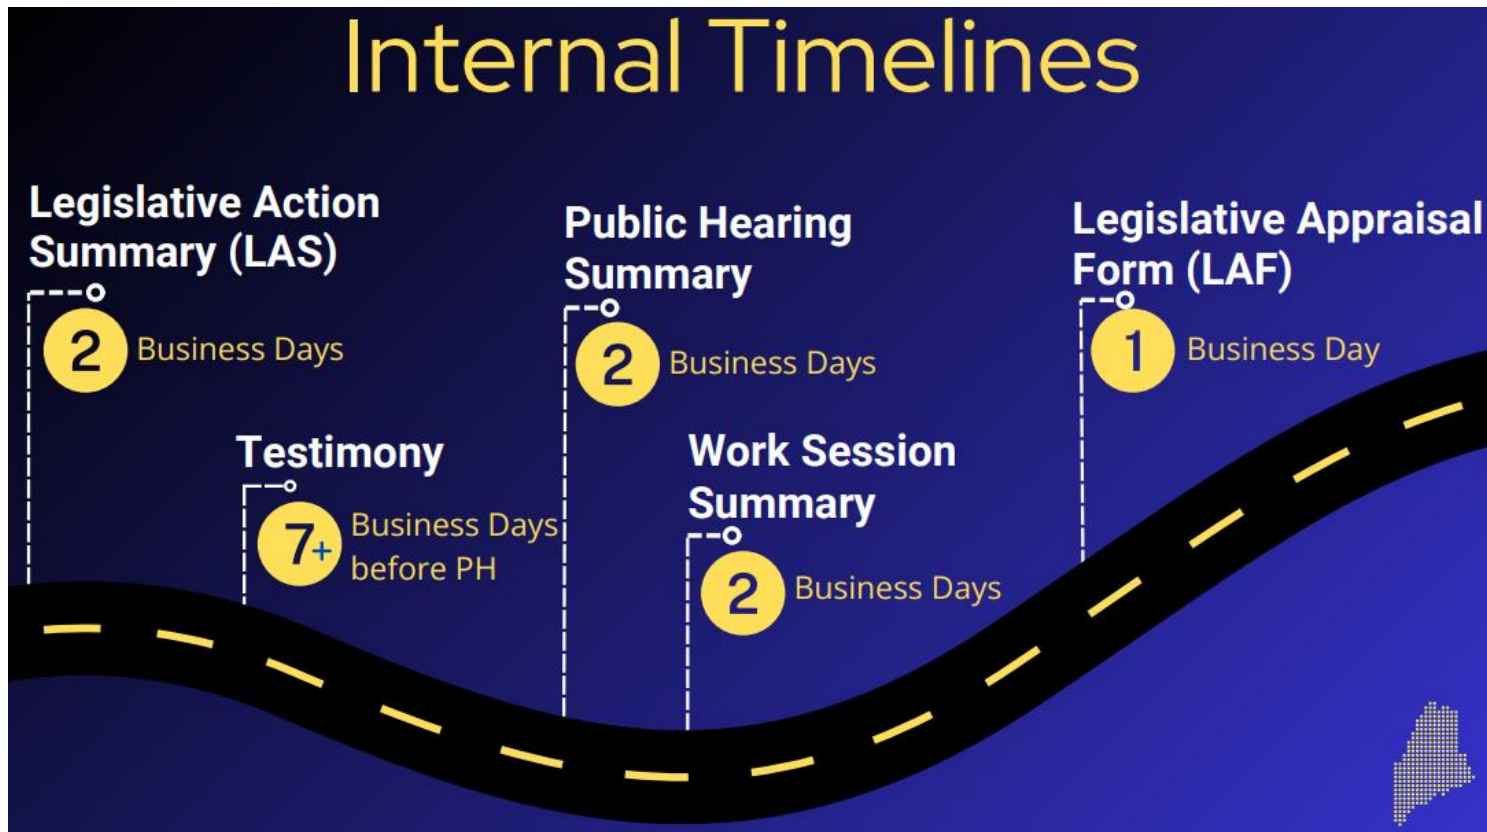 Internal Timelines
Legislative Action
Summary (LAS)
2 Business Days
Testimony
7+ Business Days
before PH
Public Hearing
Summary
2 Business Days
Work Session
Summary
2 Business Days
Legislative Appraisal
Form (LAF)
1 Business Day